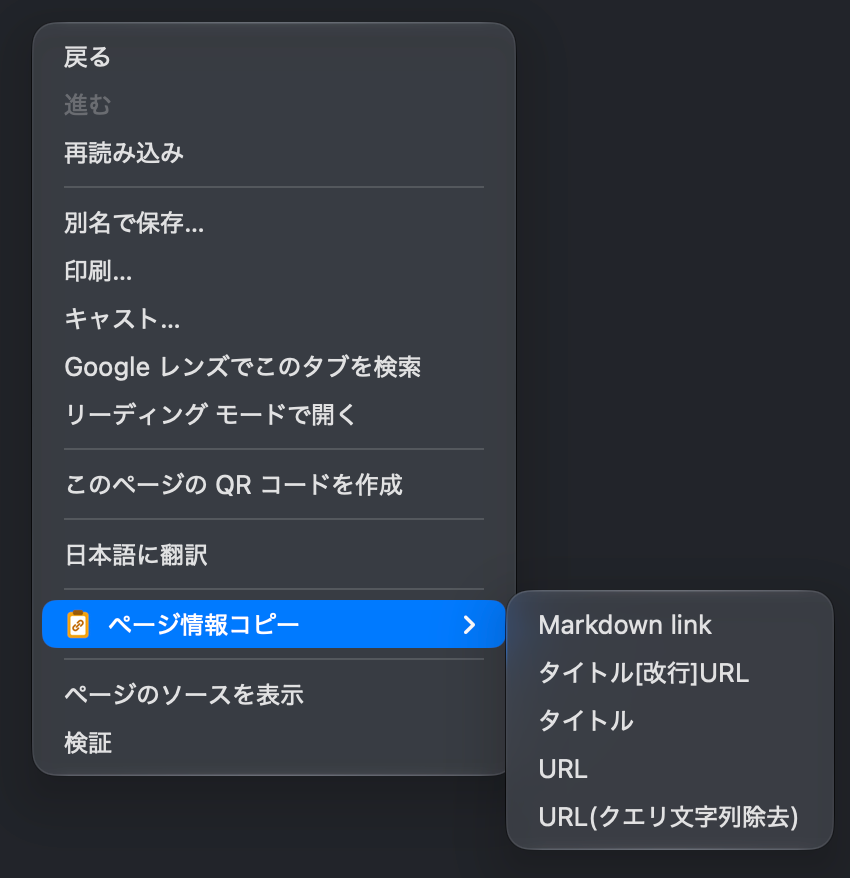 戻る
進む
再読み込み
別名で保存...
印刷...
キャスト...
Google レンズでこのタブを検索
リーディング モードで開く
このページの QR コードを作成
日本語に翻訳
ページ情報コピー
Markdown link
タイトル[改行]URL
タイトル
URL
URL(クエリ文字列除去)
ページのソースを表示
検証